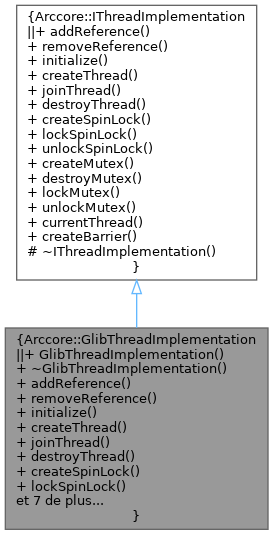 {Arccore::IThreadImplementation
||+ addReference()
+ removeReference()
+ initialize()
+ createThread()
+ joinThread()
+ destroyThread()
+ createSpinLock()
+ lockSpinLock()
+ unlockSpinLock()
+ createMutex()
+ destroyMutex()
+ lockMutex()
+ unlockMutex()
+ currentThread()
+ createBarrier()
# ~IThreadImplementation()
}
{Arccore::GlibThreadImplementation
||+ GlibThreadImplementation()
+ ~GlibThreadImplementation()
+ addReference()
+ removeReference()
+ initialize()
+ createThread()
+ joinThread()
+ destroyThread()
+ createSpinLock()
+ lockSpinLock()
et 7 de plus...
}